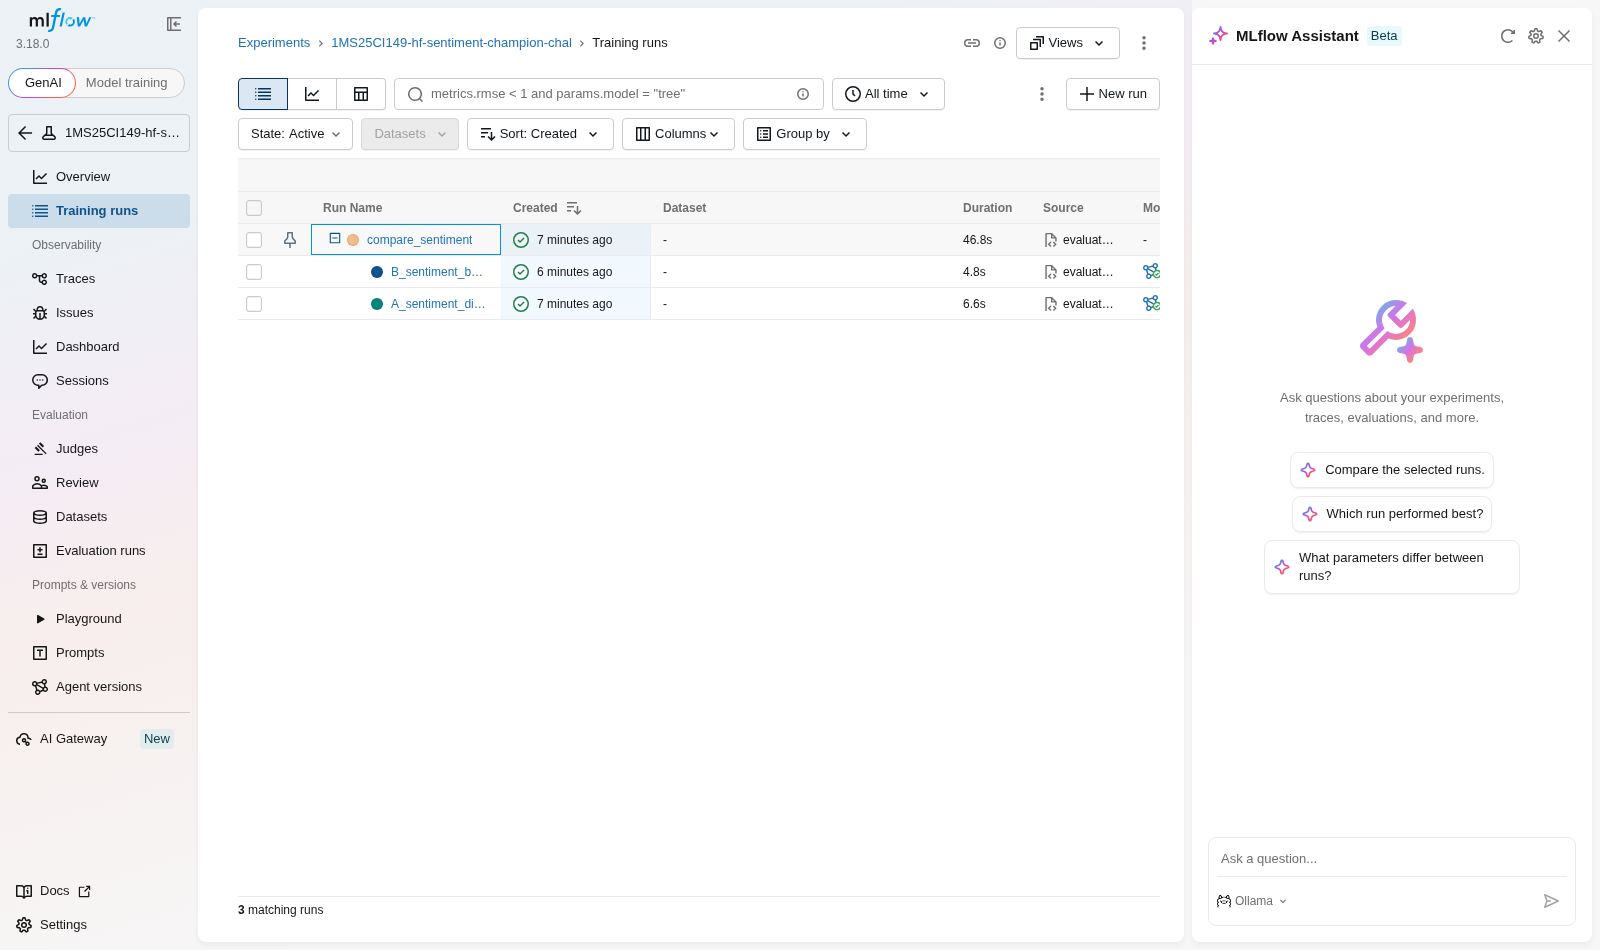 mlflow
3.18.0
GenAI
Model training
1MS25CI149-hf-s...
Overview
Training runs
Observability
Traces
Issues
Dashboard
Sessions
Evaluation
Judges
Review
Datasets
Evaluation runs
Prompts & versions
Playground
Prompts
Agent versions
AI Gateway New
Docs
Settings
Experiments › 1MS25CI149-hf-sentiment-champion-chal › Training runs
Views
metrics.rmse < 1 and params.model = "tree"
All time
New run
State: Active
Datasets
Sort: Created
Columns
Group by
Run Name Created Dataset Duration Source Mo
compare_sentiment 7 minutes ago - 46.8s evaluat... -
B_sentiment_b... 6 minutes ago - 4.8s evaluat...
A_sentiment_di... 7 minutes ago - 6.6s evaluat...
3 matching runs
MLflow Assistant Beta
Ask questions about your experiments,
traces, evaluations, and more.
Compare the selected runs.
Which run performed best?
What parameters differ between
runs?
Ask a question...
Ollama